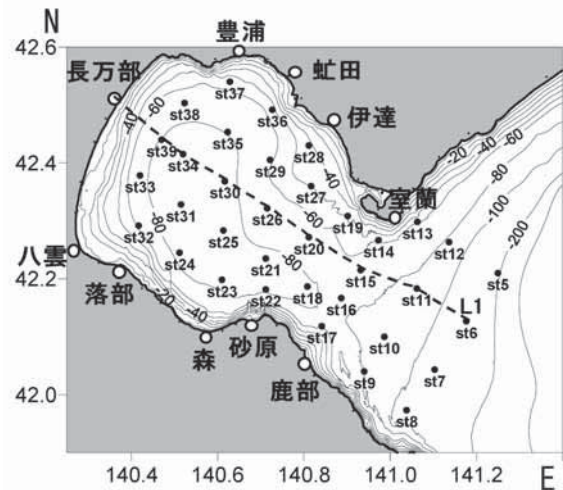 N
豊浦
42.6
長万部
虻田
st37
-40
-60
st38
st36
伊達
st35
st39
st28
-20
-40
-60
42.4
st34
st29
-40
-80
st33
st30
st27
室蘭
-100
st31
st26
-60
st19
st13
-200
st32
-80
st25
st20
st14
st12
八雲
st24
st21
-80
st15
st5
42.2
落部
st23
st22
st18
st16
st11
L1
-20
-40
st17
st6
森
砂原
st10
鹿部
st9
st7
42.0
st8
140.4
140.6
140.8
141.0
141.2
E